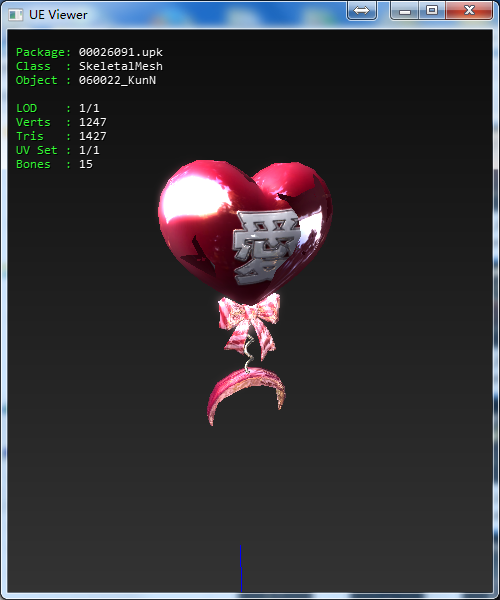 UE Viewer
Package: 00026091.upk
Class : SkeletalMesh
Object : 060022_KunN
LOD : 1/1
Verts : 1247
Tris : 1427
UV Set : 1/1
Bones : 15
愛